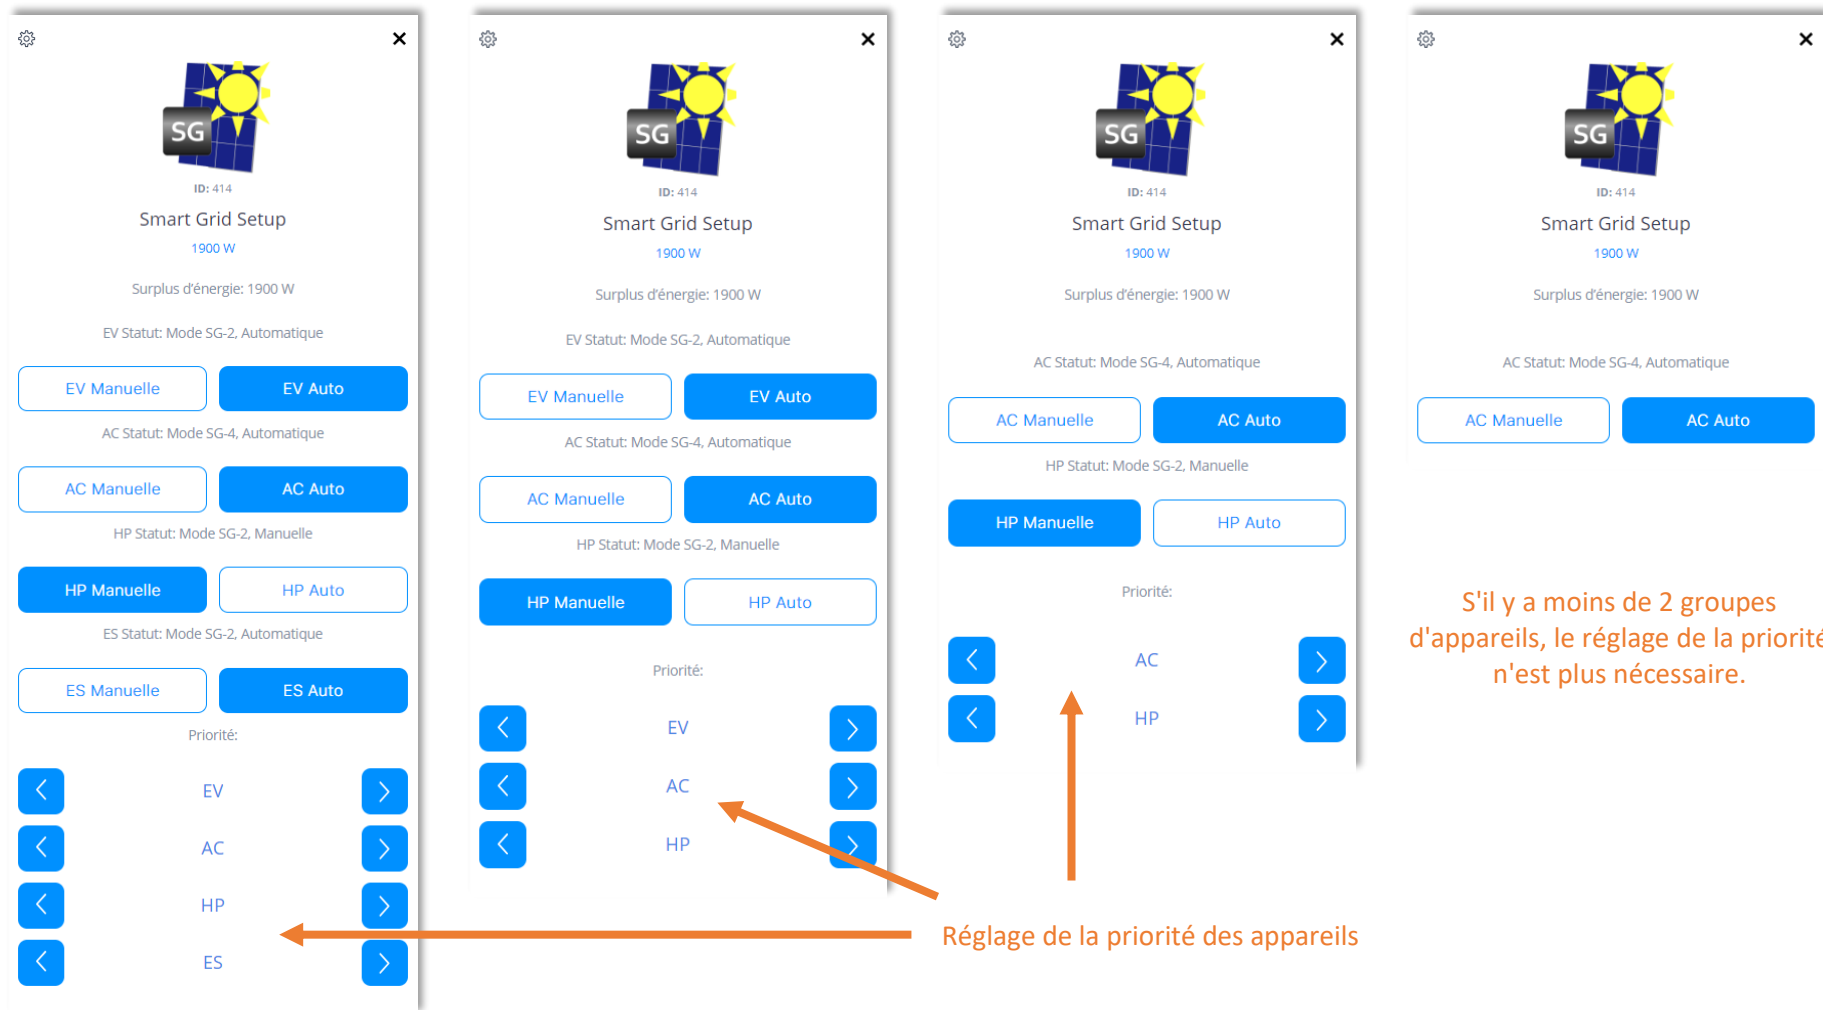 SG
ID: 414
Smart Grid Setup
1900 W
Surplus d'énergie: 1900 W
EV Statut: Mode SG-2, Automatique
EV Manuelle
EV Auto
AC Statut: Mode SG-4, Automatique
AC Manuelle
AC Auto
HP Statut: Mode SG-2, Manuelle
HP Manuelle
HP Auto
ES Statut: Mode SG-2, Automatique
ES Manuelle
ES Auto
Priorité:
EV
AC
HP
ES
SG
ID: 414
Smart Grid Setup
1900 W
Surplus d'énergie: 1900 W
EV Statut: Mode SG-2, Automatique
EV Manuelle
EV Auto
AC Statut: Mode SG-4, Automatique
AC Manuelle
AC Auto
HP Statut: Mode SG-2, Manuelle
HP Manuelle
HP Auto
Priorité:
EV
AC
HP
SG
ID: 414
Smart Grid Setup
1900 W
Surplus d'énergie: 1900 W
AC Statut: Mode SG-4, Automatique
AC Manuelle
AC Auto
HP Statut: Mode SG-2, Manuelle
HP Manuelle
HP Auto
Priorité:
AC
HP
SG
ID: 414
Smart Grid Setup
1900 W
Surplus d'énergie: 1900 W
AC Statut: Mode SG-4, Automatique
AC Manuelle
AC Auto
S'il y a moins de 2 groupes
d'appareils, le réglage de la priorité
n'est plus nécessaire.
Réglage de la priorité des appareils